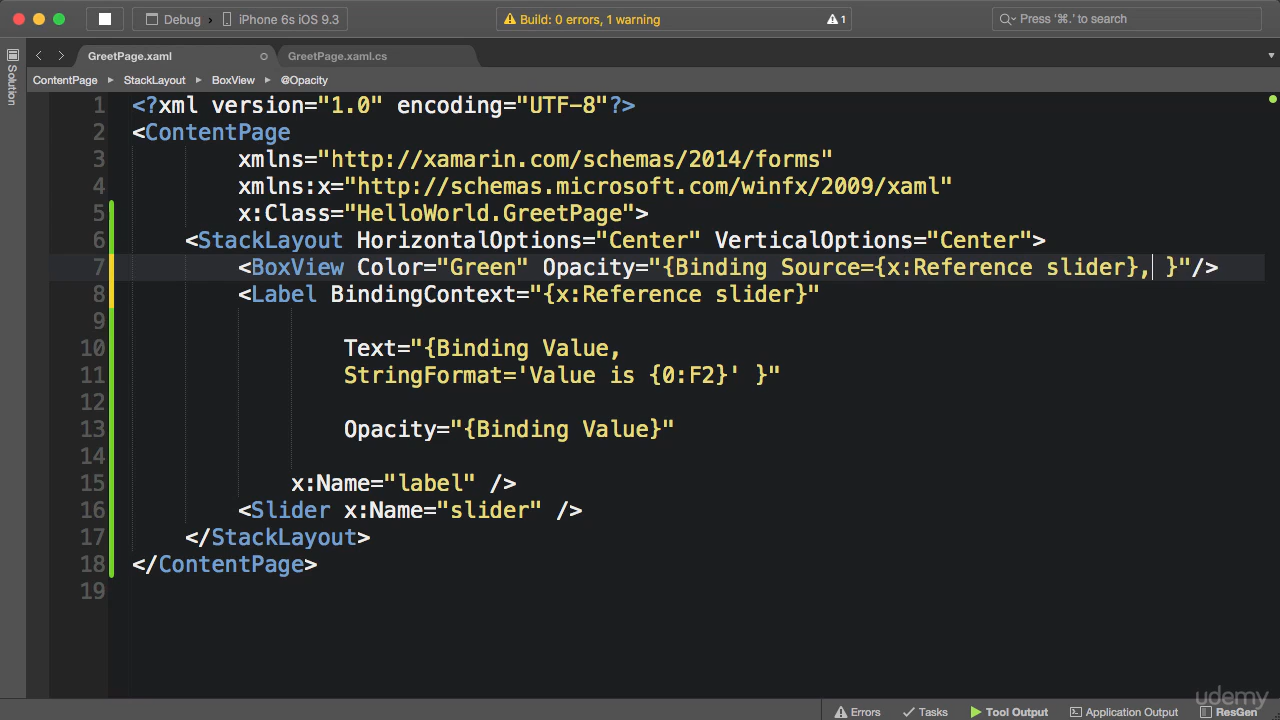 Debug
iPhone 6s iOS 9.3
Build: 0 errors, 1 warning
1
Press '⌘.' to search
Solution
GreetPage.xaml
GreetPage.xaml.cs
ContentPage
StackLayout
BoxView
@Opacity
1 <?xml version="1.0" encoding="UTF-8"?>
2 <ContentPage
3 xmlns="http://xamarin.com/schemas/2014/forms"
4 xmlns:x="http://schemas.microsoft.com/winfx/2009/xaml"
5 x:Class="HelloWorld.GreetPage">
6 <StackLayout HorizontalOptions="Center" VerticalOptions="Center">
7 <BoxView Color="Green" Opacity="{Binding Source={x:Reference slider}, }"/>
8 <Label BindingContext="{x:Reference slider}"
9
10 Text="{Binding Value,
11 StringFormat='Value is {0:F2}' }"
12
13 Opacity="{Binding Value}"
14
15 x:Name="label" />
16 <Slider x:Name="slider" />
17 </StackLayout>
18 </ContentPage>
19
udemy
Errors
Tasks
Tool Output
Application Output
ResGen